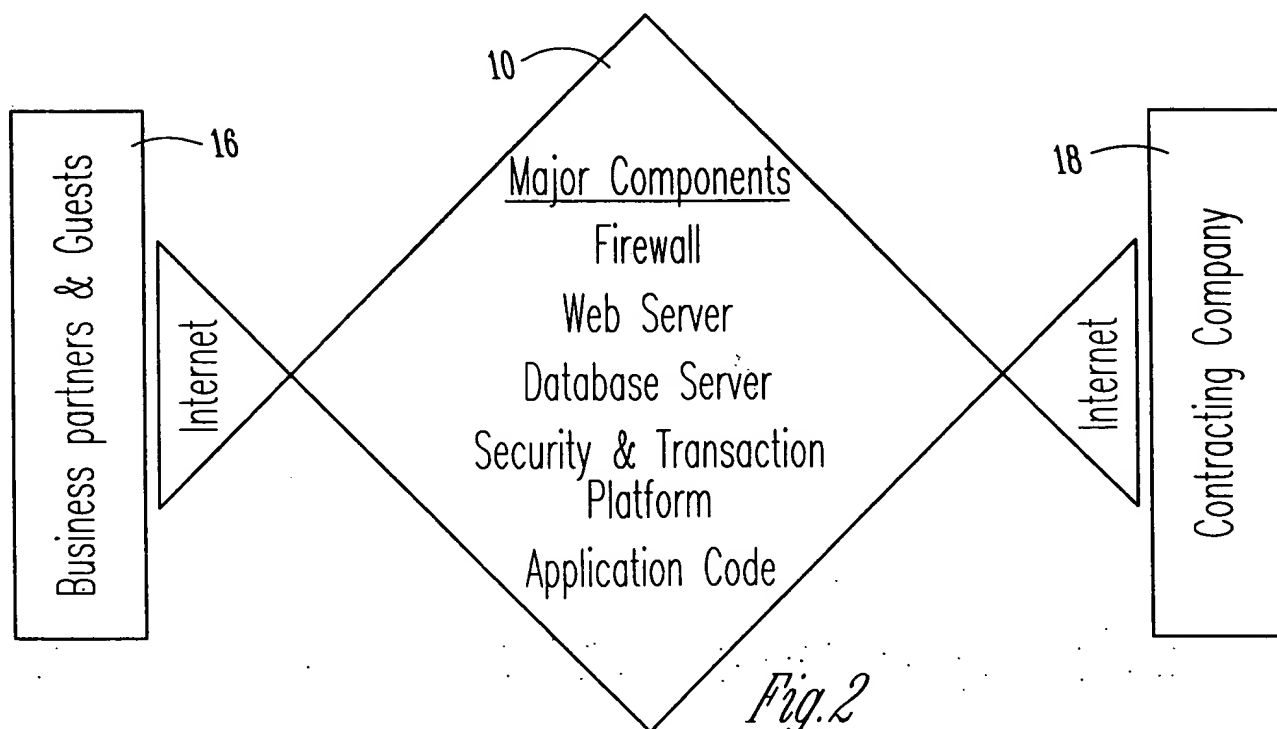 10
16
18
Business partners & Guests
Internet
Major Components
Firewall
Web Server
Database Server
Security & Transaction
Platform
Application Code
Internet
Contracting Company
Fig.2